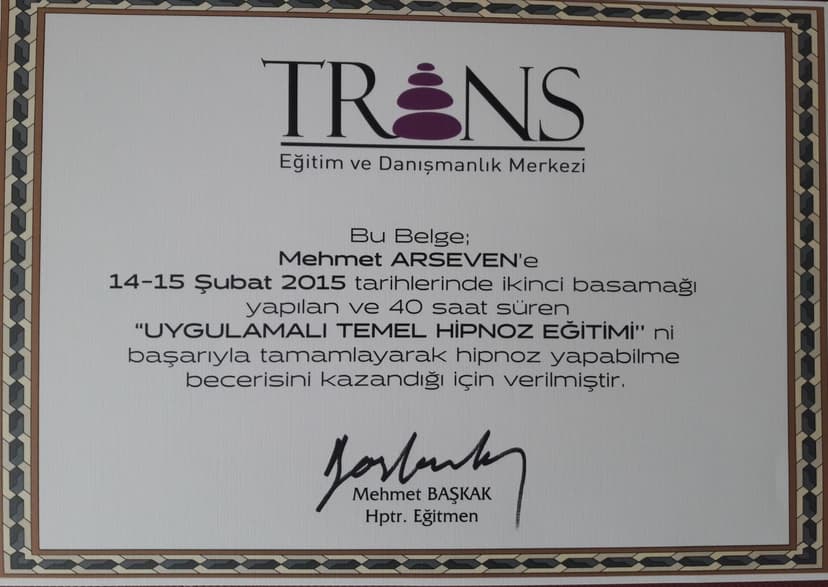 TRANS
Eğitim ve Danışmanlık Merkezi
Bu Belge;
Mehmet ARSEVEN'e
14-15 Şubat 2015 tarihlerinde ikinci basamağı
yapılan ve 40 saat süren
"UYGULAMALI TEMEL HİPNOZ EĞİTİMİ" ni
başarıyla tamamlayarak hipnoz yapabilme
becerisini kazandığı için verilmiştir.
Mehmet BAŞKAK
Hptr. Eğitmen